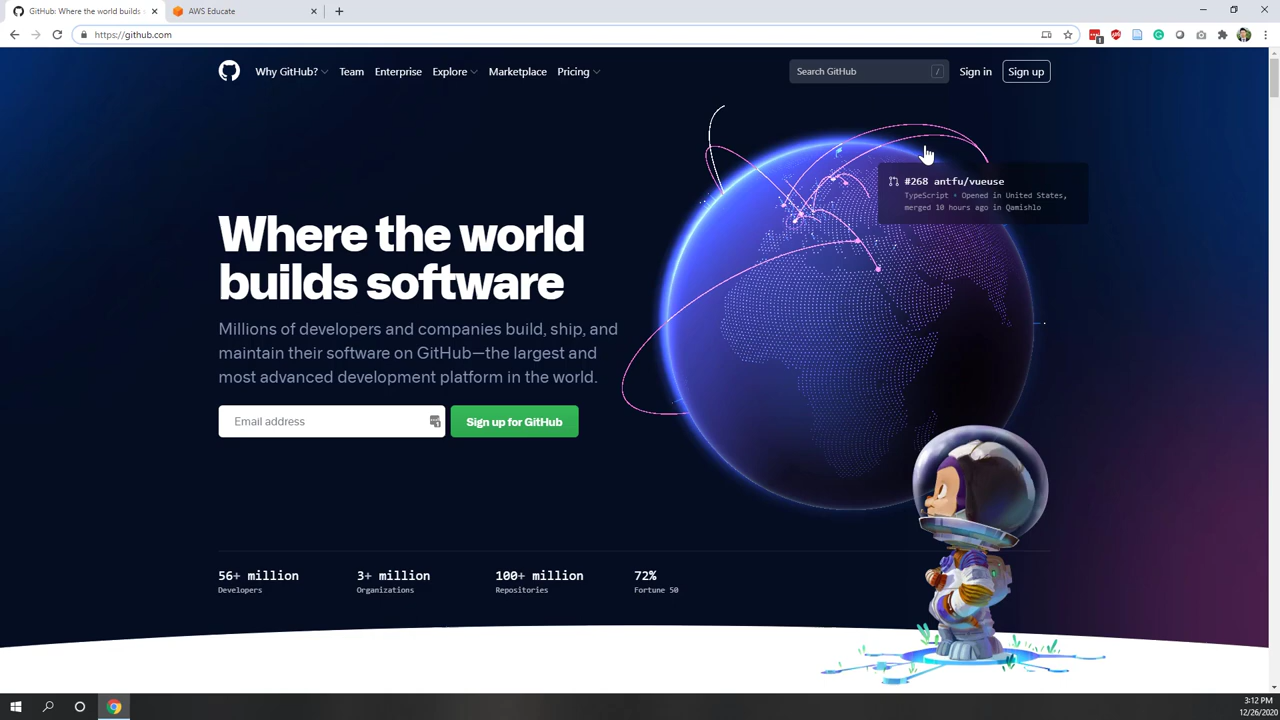 GitHub: Where the world builds s
AWS Educate
https://github.com
1
Why GitHub?
Team
Enterprise
Explore
Marketplace
Pricing
Search GitHub
/
Sign in
Sign up
#268 antfu/vueuse
TypeScript • Opened in United States,
merged 10 hours ago in Qamishlo
Where the world
builds software
Millions of developers and companies build, ship, and
maintain their software on GitHub—the largest and
most advanced development platform in the world.
Email address
Sign up for GitHub
56+ million
Developers
3+ million
Organizations
100+ million
Repositories
72%
Fortune 50
3:12 PM
12/26/2020